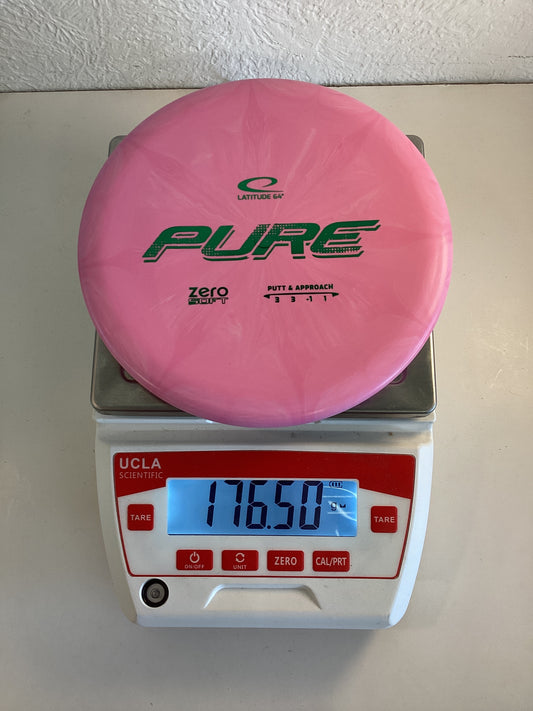 LATITUDE 64°
PURE
zero
SOFT
PUTT & APPROACH
3 3 -1 1
UCLA
SCIENTIFIC
176.50
g
TARE
TARE
ON/OFF
UNIT
ZERO
CAL/PRT